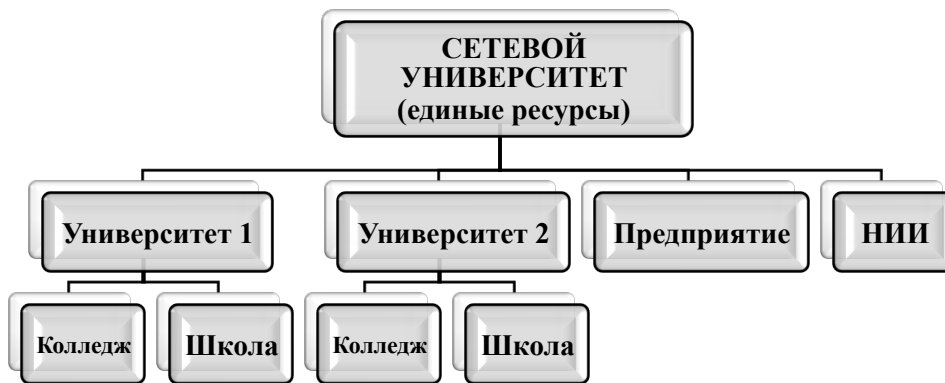 СЕТЕВОЙ
УНИВЕРСИТЕТ
(единые ресурсы)
Университет 1
Университет 2
Предприятие
НИИ
Колледж
Школа
Колледж
Школа